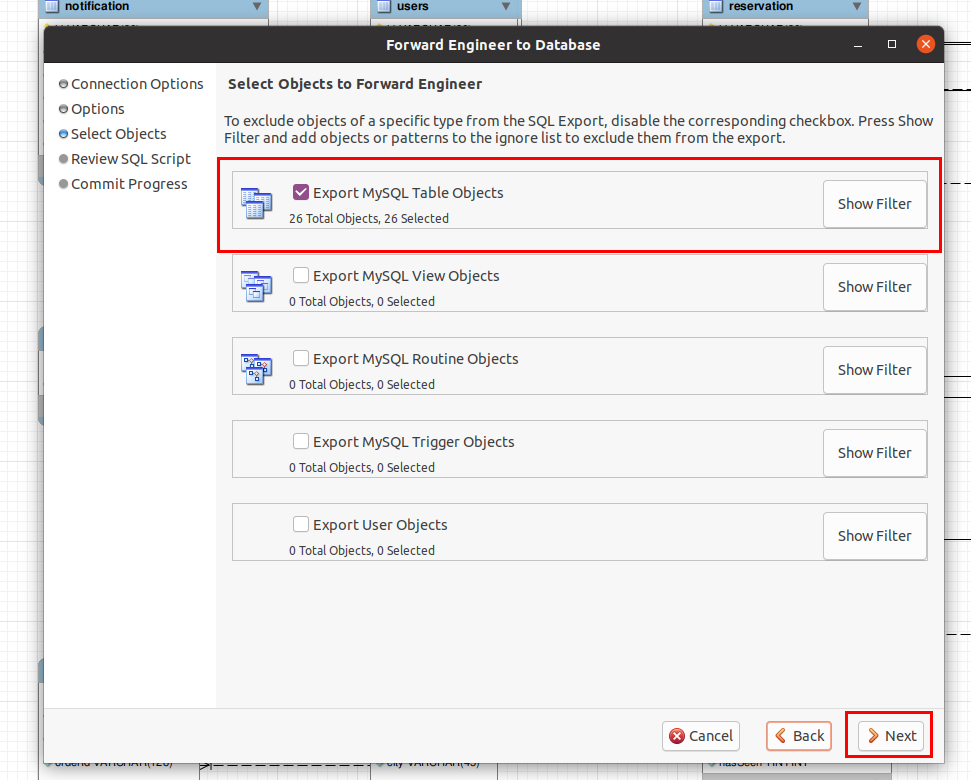 notification
users
reservation
Forward Engineer to Database
Connection Options
Options
Select Objects
Review SQL Script
Commit Progress
Select Objects to Forward Engineer
To exclude objects of a specific type from the SQL Export, disable the corresponding checkbox. Press Show
Filter and add objects or patterns to the ignore list to exclude them from the export.
Export MySQL Table Objects
26 Total Objects, 26 Selected
Show Filter
Export MySQL View Objects
0 Total Objects, 0 Selected
Show Filter
Export MySQL Routine Objects
0 Total Objects, 0 Selected
Show Filter
Export MySQL Trigger Objects
0 Total Objects, 0 Selected
Show Filter
Export User Objects
0 Total Objects, 0 Selected
Show Filter
Cancel
Back
Next